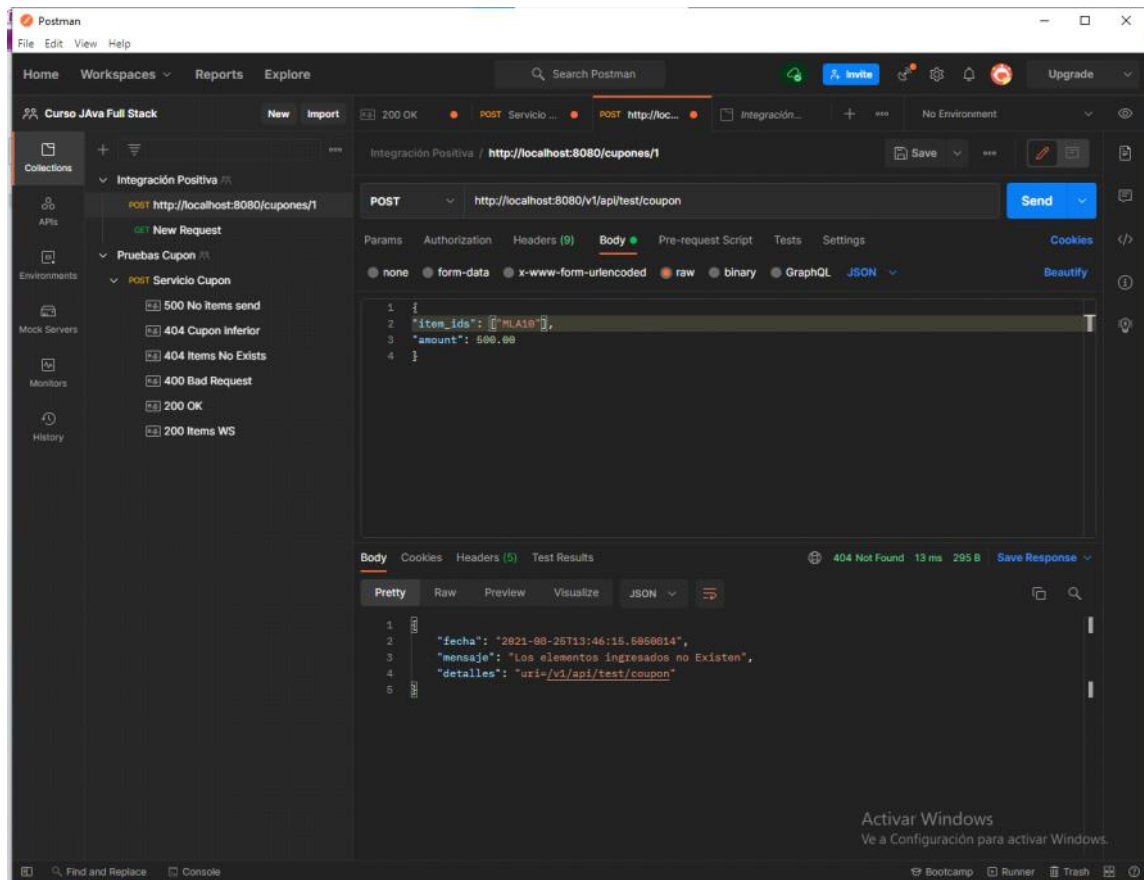 Postman
File Edit View Help
Home Workspaces Reports Explore
Search Postman
Invite
Upgrade
Curso JAva Full Stack
New Import
200 OK
POST Servicio ...
POST http://loc...
Integración...
No Environment
Collections
APIs
Environments
Mock Servers
Monitors
History
Integración Positiva
POST http://localhost:8080/cupones/1
GET New Request
Pruebas Cupon
POST Servicio Cupon
e.g. 500 No items send
e.g. 404 Cupon inferior
e.g. 404 Items No Exists
e.g. 400 Bad Request
e.g. 200 OK
e.g. 200 Items WS
Integración Positiva / http://localhost:8080/cupones/1
Save
POST http://localhost:8080/v1/api/test/coupon
Send
Params Authorization Headers (9) Body Pre-request Script Tests Settings Cookies
none form-data x-www-form-urlencoded raw binary GraphQL JSON Beautify
1 {
2 "item_ids": ["MLA10"],
3 "amount": 500.00
4 }
Body Cookies Headers (5) Test Results 404 Not Found 13 ms 295 B Save Response
Pretty Raw Preview Visualize JSON
1 {
2 "fecha": "2021-08-25T13:46:15.5050814",
3 "mensaje": "Los elementos ingresados no Existen",
4 "detalles": "uri=/v1/api/test/coupon"
5 }
Activar Windows
Ve a Configuración para activar Windows.
Find and Replace Console
Bootcamp Runner Trash